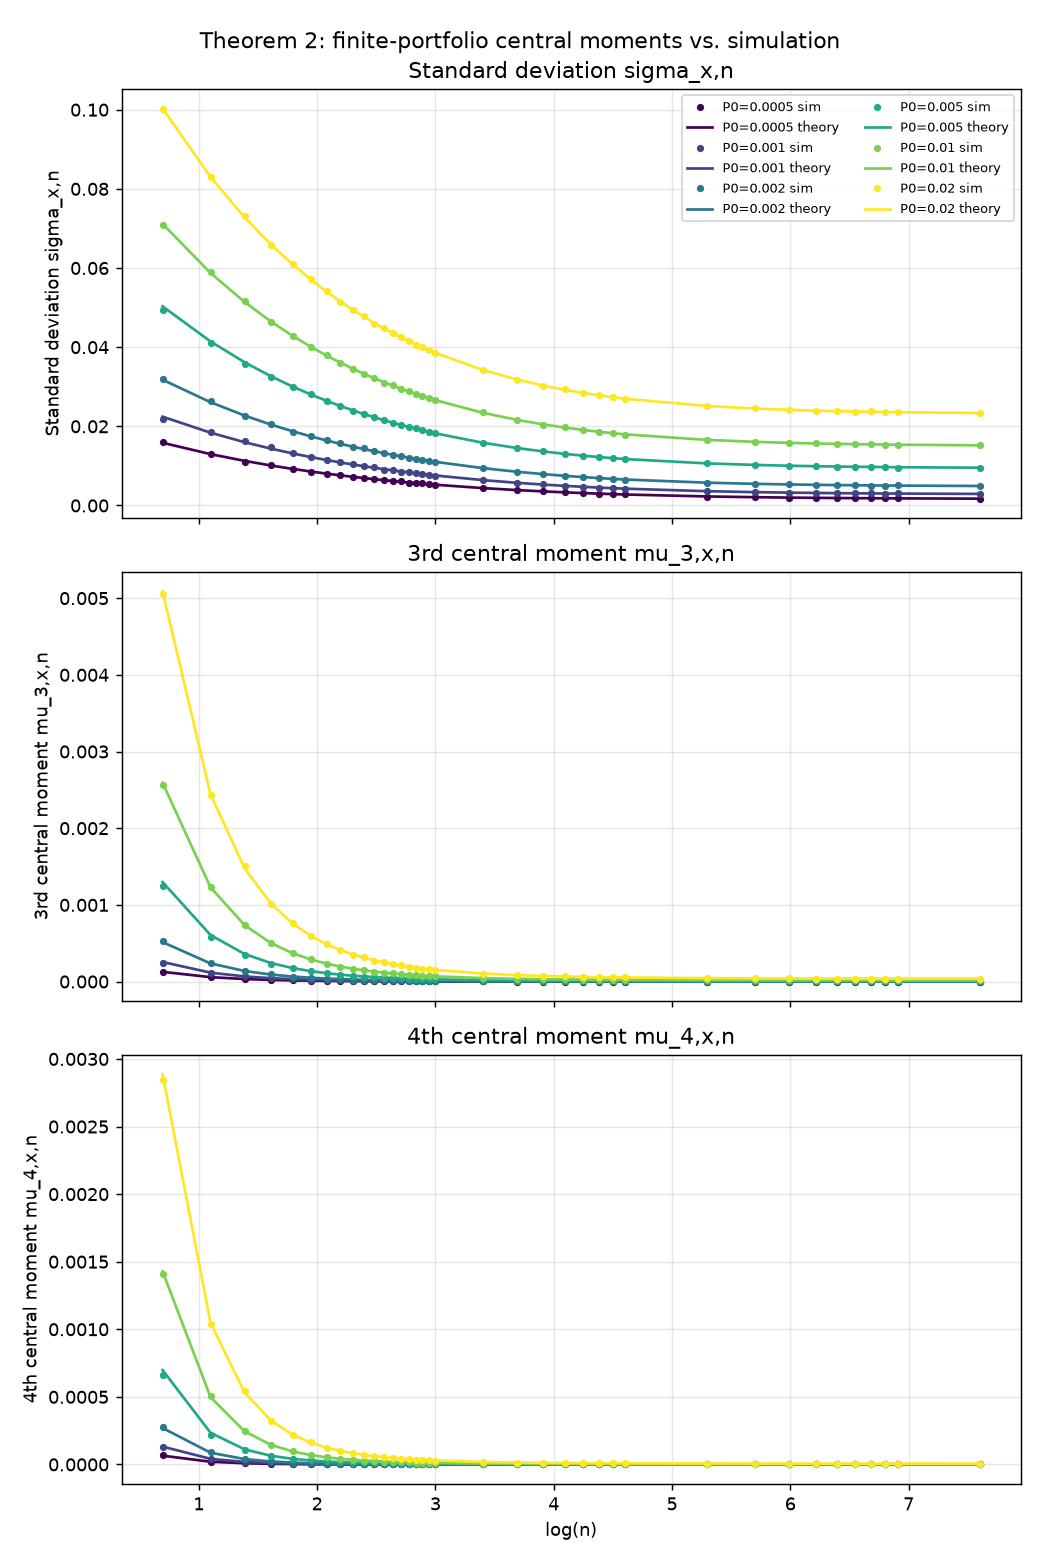 Theorem 2: finite-portfolio central moments vs. simulation
Standard deviation sigma_x,n
Standard deviation sigma_x,n
0.10
0.08
0.06
0.04
0.02
0.00
P0=0.0005 sim
P0=0.0005 theory
P0=0.001 sim
P0=0.001 theory
P0=0.002 sim
P0=0.002 theory
P0=0.005 sim
P0=0.005 theory
P0=0.01 sim
P0=0.01 theory
P0=0.02 sim
P0=0.02 theory
3rd central moment mu_3,x,n
3rd central moment mu_3,x,n
0.005
0.004
0.003
0.002
0.001
0.000
4th central moment mu_4,x,n
4th central moment mu_4,x,n
0.0030
0.0025
0.0020
0.0015
0.0010
0.0005
0.0000
1 2 3 4 5 6 7
log(n)